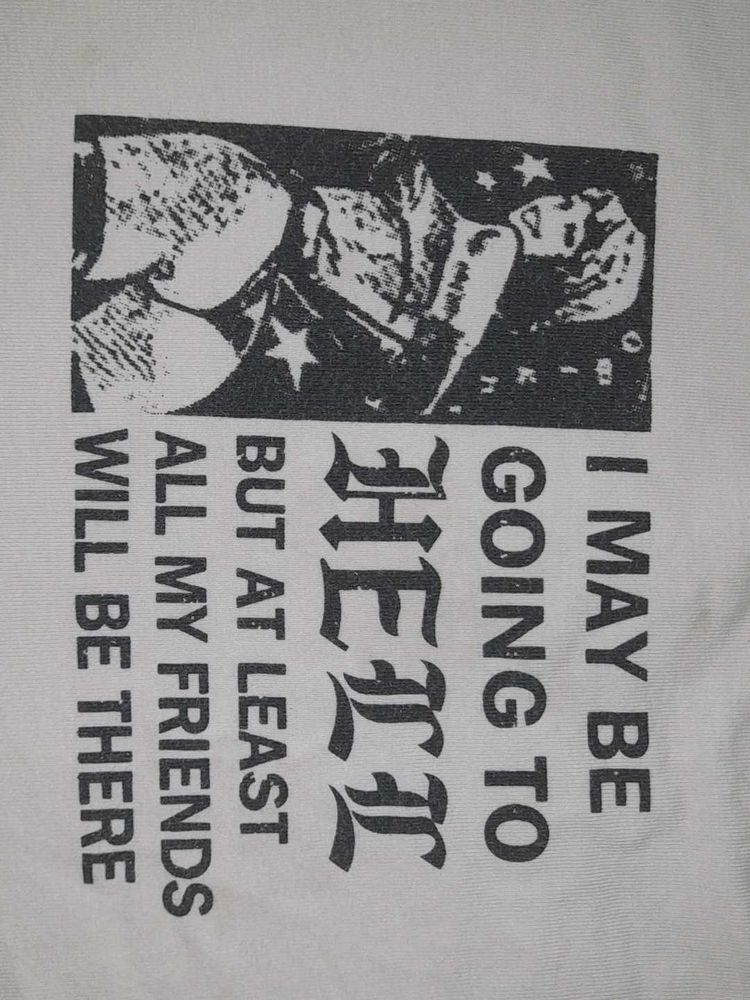 I MAY BE
GOING TO
HELL
BUT AT LEAST
ALL MY FRIENDS
WILL BE THERE